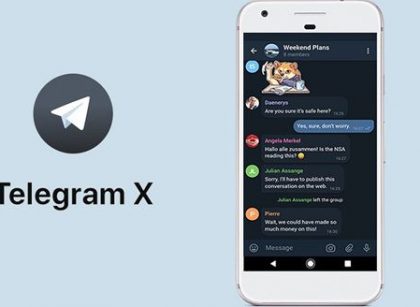 Telegram X
Weekend Plans
8 members
Daenerys
Are you sure it's safe here?
Yes, sure, don't worry.
Angela Merkel
Hallo alle zusammen! Is the NSA
reading this?
16:27
Julian Assange
Sorry, I'll have to publish this
conversation on the web.
Julian Assange left the group
Pierre
Wait, we could have made so
much money on this!
Message